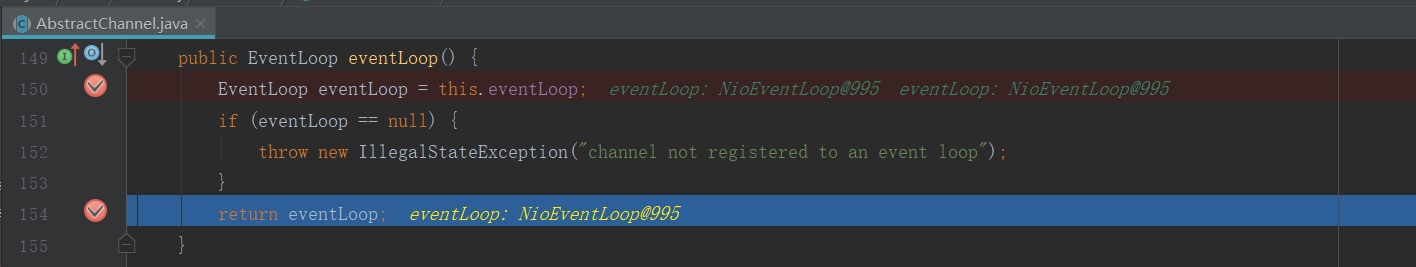 AbstractChannel.java
149 public EventLoop eventLoop() {
150 EventLoop eventLoop = this.eventLoop; eventLoop: NioEventLoop@995 eventLoop: NioEventLoop@995
151 if (eventLoop == null) {
152 throw new IllegalStateException("channel not registered to an event loop");
153 }
154 return eventLoop; eventLoop: NioEventLoop@995
155 }